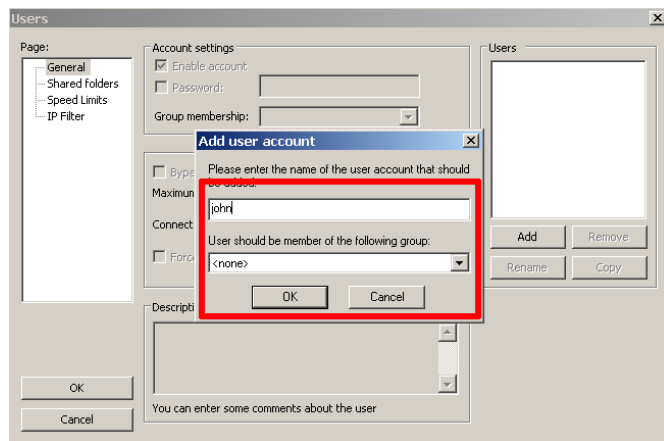 Users
Page:
General
Shared folders
Speed Limits
IP Filter
OK
Cancel
Account settings
Enable account
Password:
Group membership:
Add user account
Please enter the name of the user account that should
be added:
john
User should be member of the following group:
<none>
OK
Cancel
Maximum
Connect
Force
Descripti
You can enter some comments about the user
Users
Add
Remove
Rename
Copy